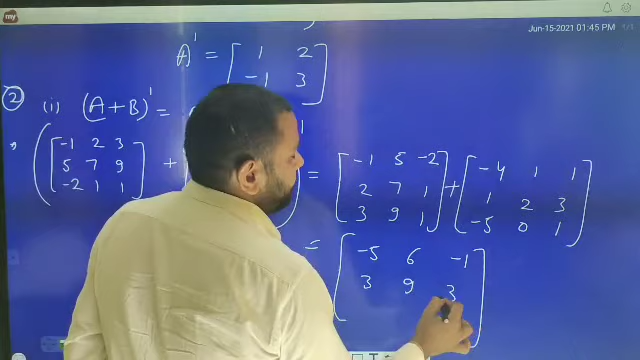 my
Jun-15-2021 01:45 PM
A' = [ 1 2
-1 3 ]
② (i) (A+B)' =
( [ -1 2 3
5 7 9
-2 1 1 ] + )' = [ -1 5 -2
2 7 1
3 9 1 ] + [ -4 1 1
1 2 3
-5 0 1 ]
= [ -5 6 -1
3 9 3 ]